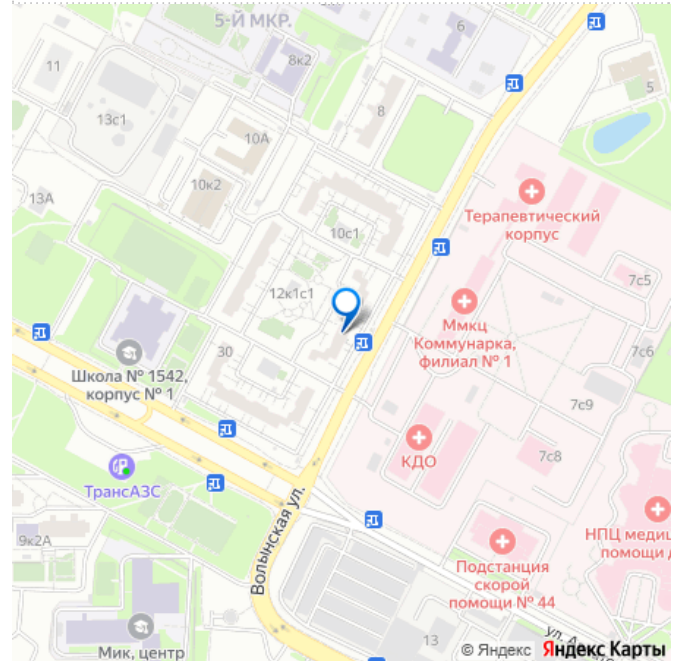 5-Й МКР.
6
8к2
11
5
13с1
8
10А
10к2
13А
Терапевтический
корпус
10с1
7с5
12к1с1
Ммкц
Коммунарка,
филиал № 1
7с6
30
Школа № 1542,
корпус № 1
7с9
КДО
7с8
ТрансАЗС
Волынская ул.
НПЦ медиц
помощи д
9к2А
Подстанция
скорой
помощи № 44
13
Мик, центр
© Яндекс Яндекс Карты